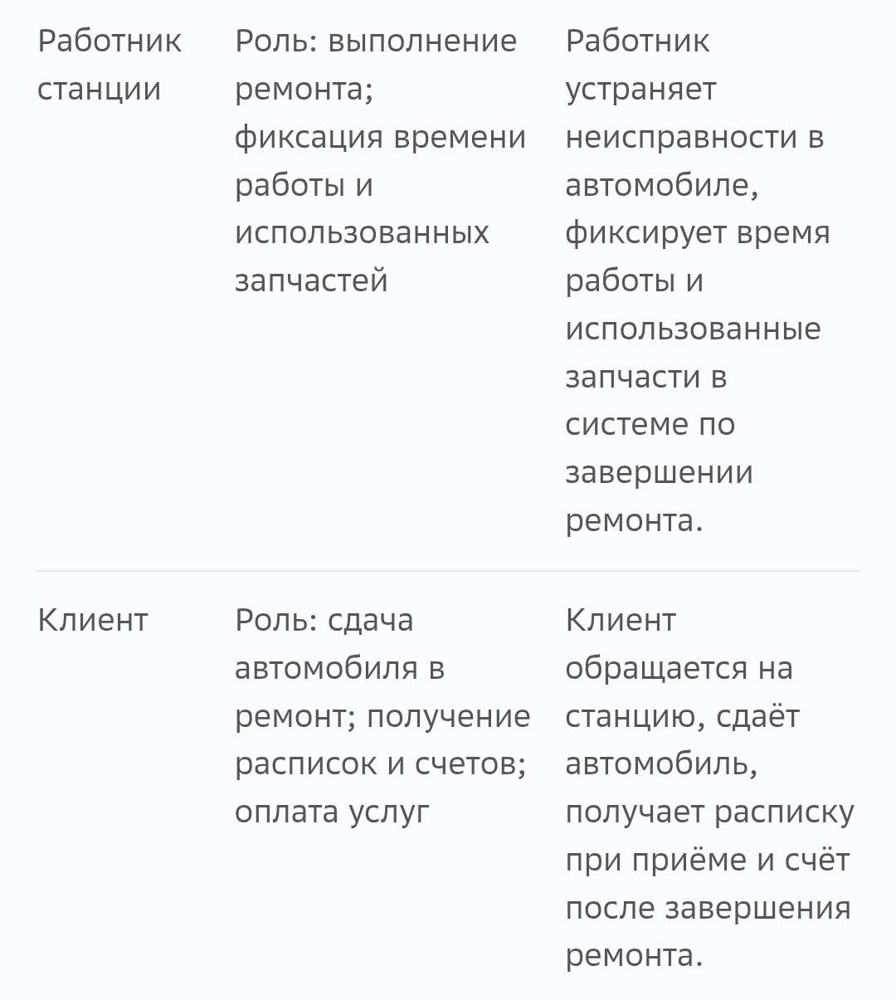 Работник
станции
Роль: выполнение
ремонта;
фиксация времени
работы и
использованных
запчастей
Работник
устраняет
неисправности в
автомобиле,
фиксирует время
работы и
использованные
запчасти в
системе по
завершении
ремонта.
Клиент
Роль: сдача
автомобиля в
ремонт; получение
расписок и счетов;
оплата услуг
Клиент
обращается на
станцию, сдаёт
автомобиль,
получает расписку
при приёме и счёт
после завершения
ремонта.